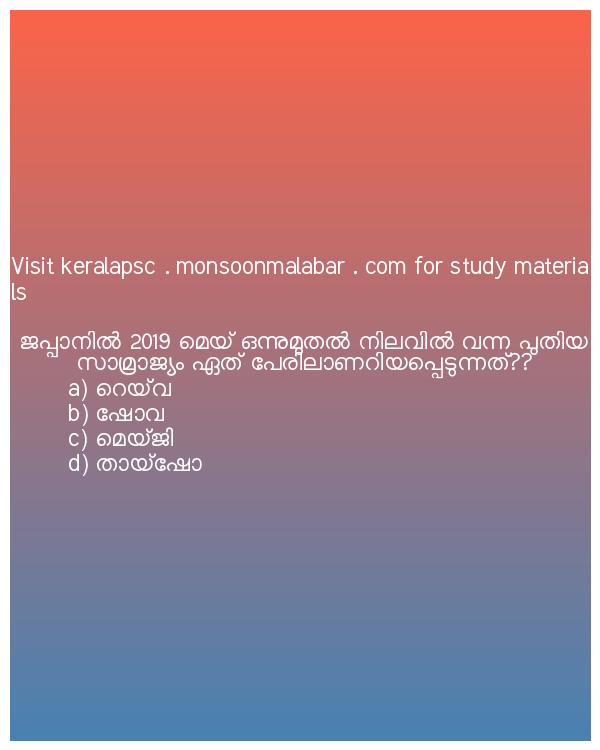 Visit keralapsc . monsoonmalabar . com for study materia
ls
ജപ്പാനിൽ 2019 മെയ് ഒന്നുമുതൽ നിലവിൽ വന്ന പുതിയ
സാമ്രാജ്യം ഏത് പേരിലാണറിയപ്പെടുന്നത്??
a) റെയ്‌വ
b) ഷോവ
c) മെയ്ജി
d) തായ്ഷോ